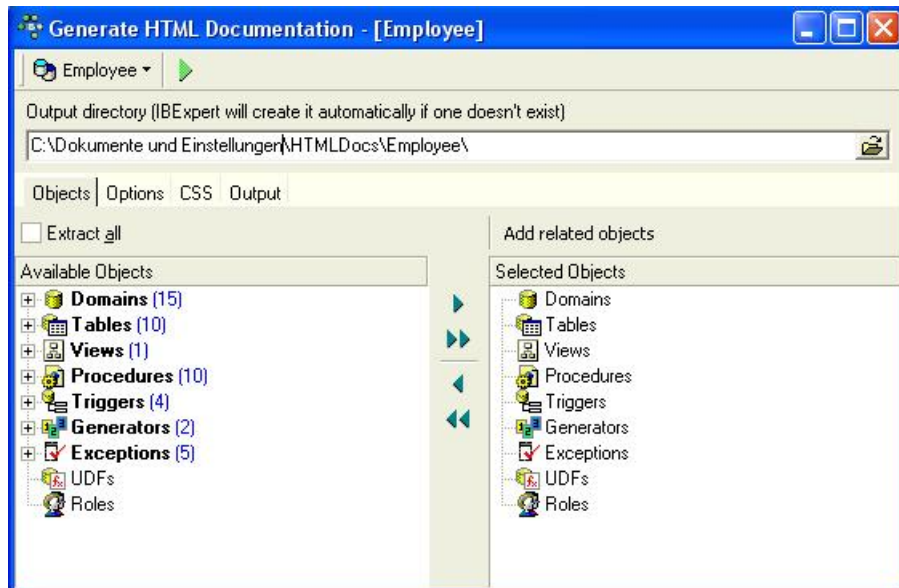 Generate HTML Documentation - [Employee]
Employee
Output directory (IBExpert will create it automatically if one doesn't exist)
C:\Dokumente und Einstellungen\HTMLDocs\Employee\
Objects Options CSS Output
Extract all
Add related objects
Available Objects
Domains (15)
Tables (10)
Views (1)
Procedures (10)
Triggers (4)
Generators (2)
Exceptions (5)
UDFs
Roles
Selected Objects
Domains
Tables
Views
Procedures
Triggers
Generators
Exceptions
UDFs
Roles